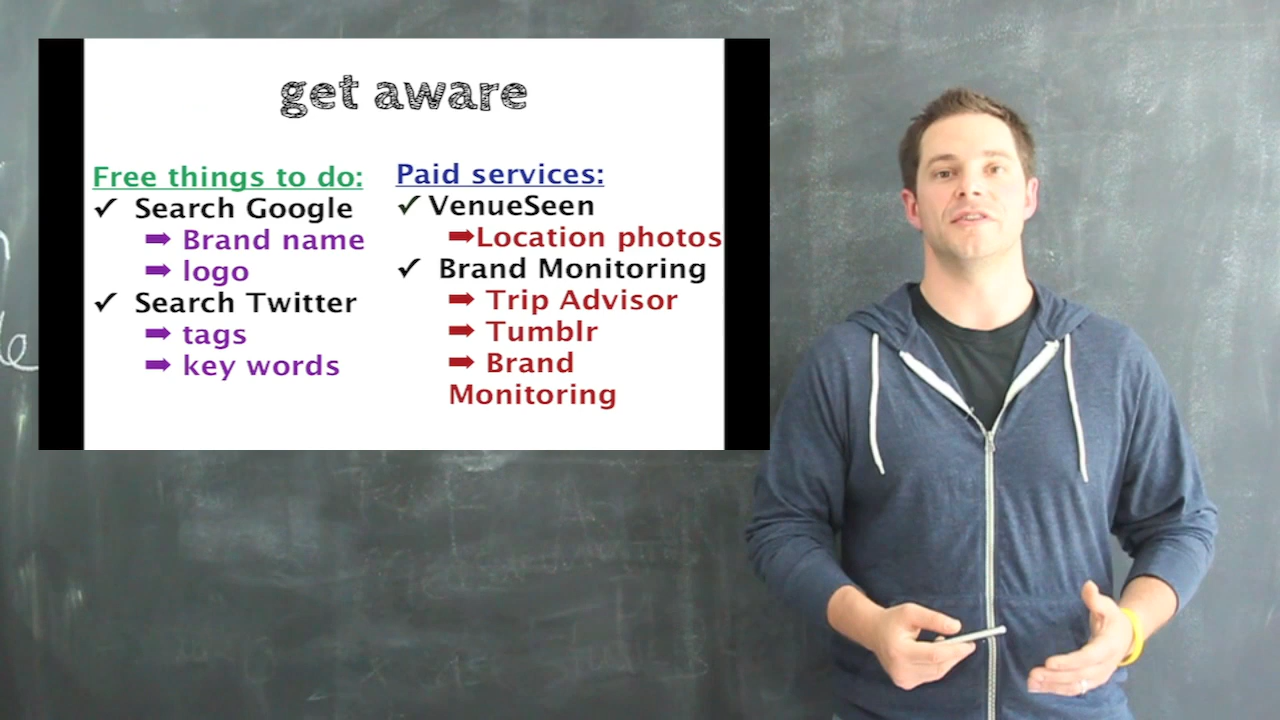 get aware
Free things to do:
✓ Search Google
➡ Brand name
➡ logo
✓ Search Twitter
➡ tags
➡ key words
Paid services:
✓ VenueSeen
➡Location photos
✓ Brand Monitoring
➡ Trip Advisor
➡ Tumblr
➡ Brand
Monitoring